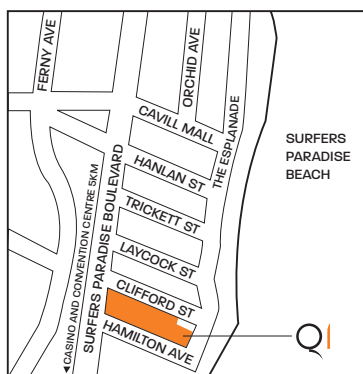 FERNY AVE
ORCHID AVE
CAVILL MALL
THE ESPLANADE
SURFERS
PARADISE
BEACH
HANLAN ST
TRICKETT ST
LAYCOCK ST
CLIFFORD ST
HAMILTON AVE
SURFERS PARADISE BOULEVARD
◀CASINO AND CONVENTION CENTRE 5KM
Q